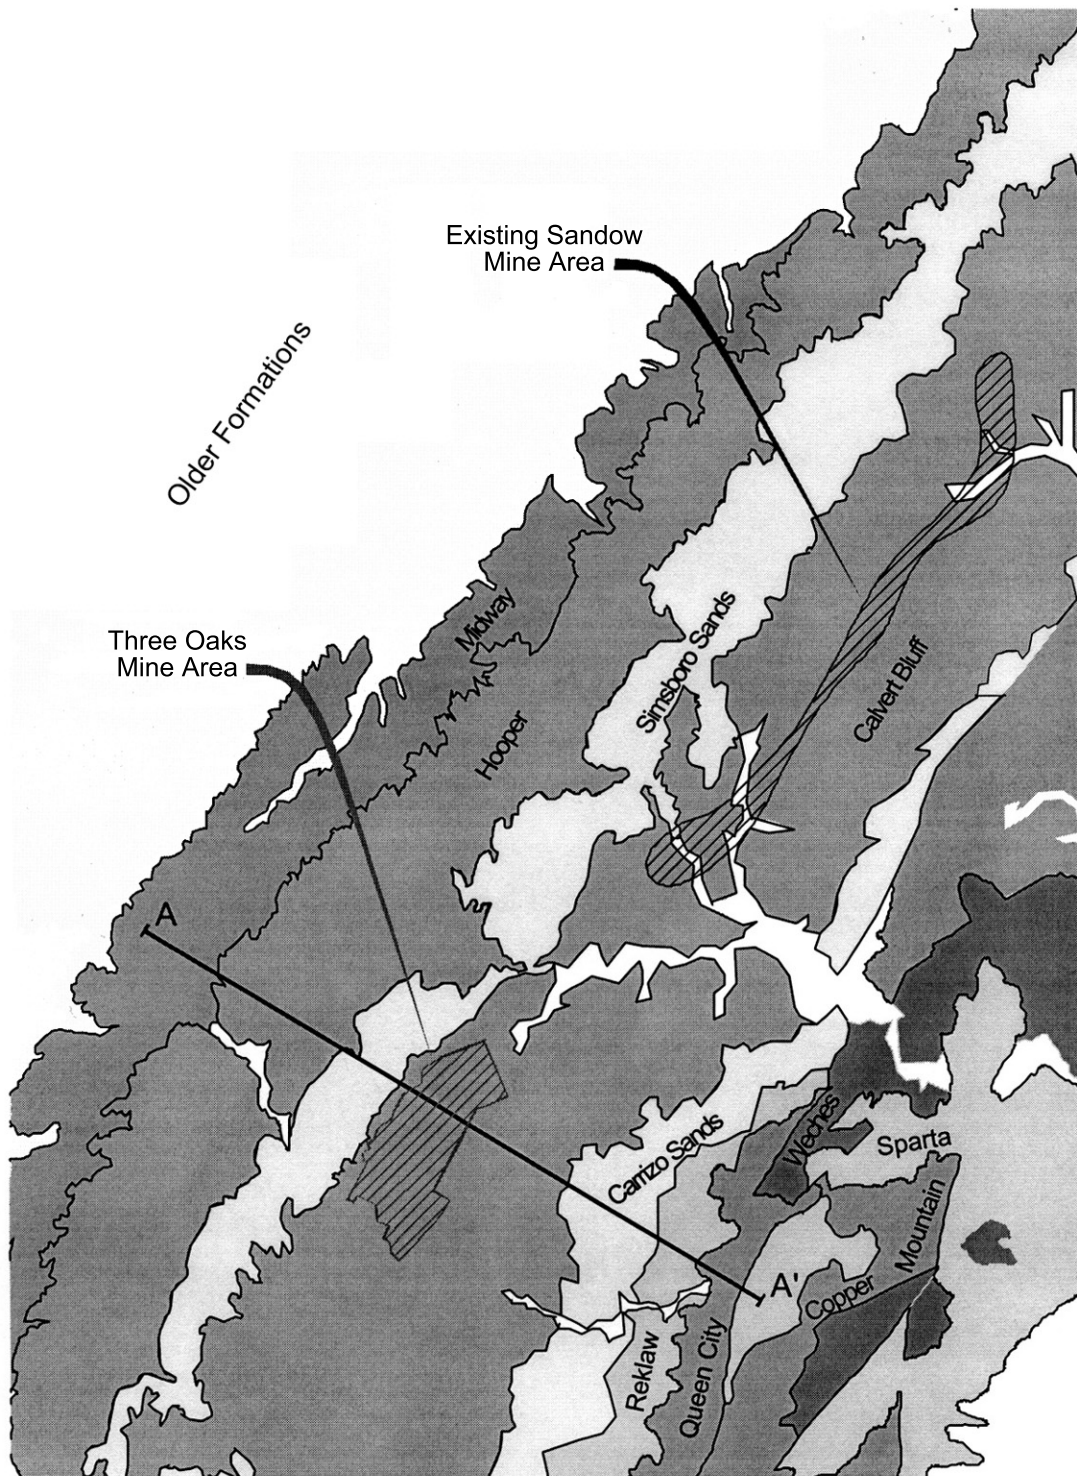 Existing Sandow
Mine Area
Older Formations
Three Oaks
Mine Area
Midway
Simsboro Sands
Calvert Bluff
Hooper
A
Weches
Carrizo Sands
Sparta
Mountain
A'
Copper
Reklaw
Queen City